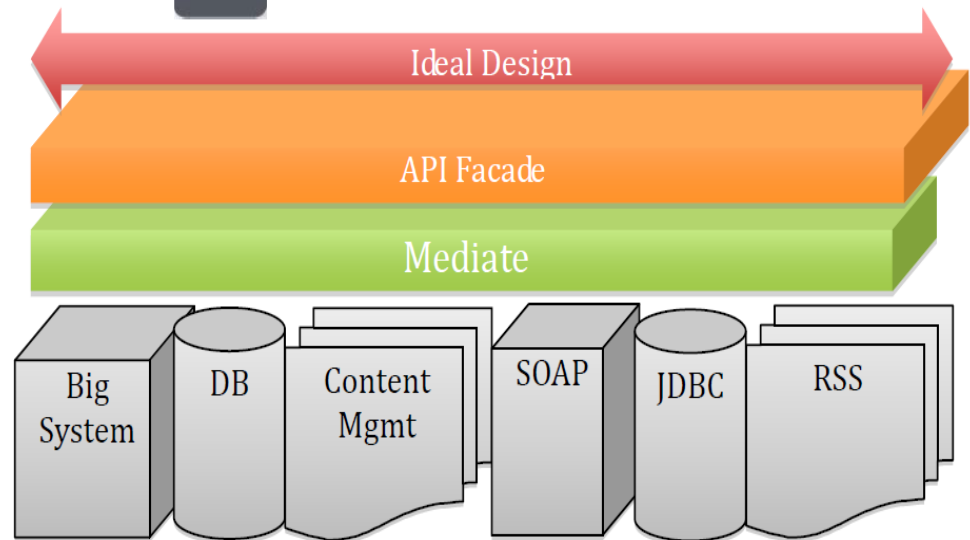 Ideal Design
API Facade
Mediate
Big
System
DB
Content
Mgmt
SOAP
JDBC
RSS